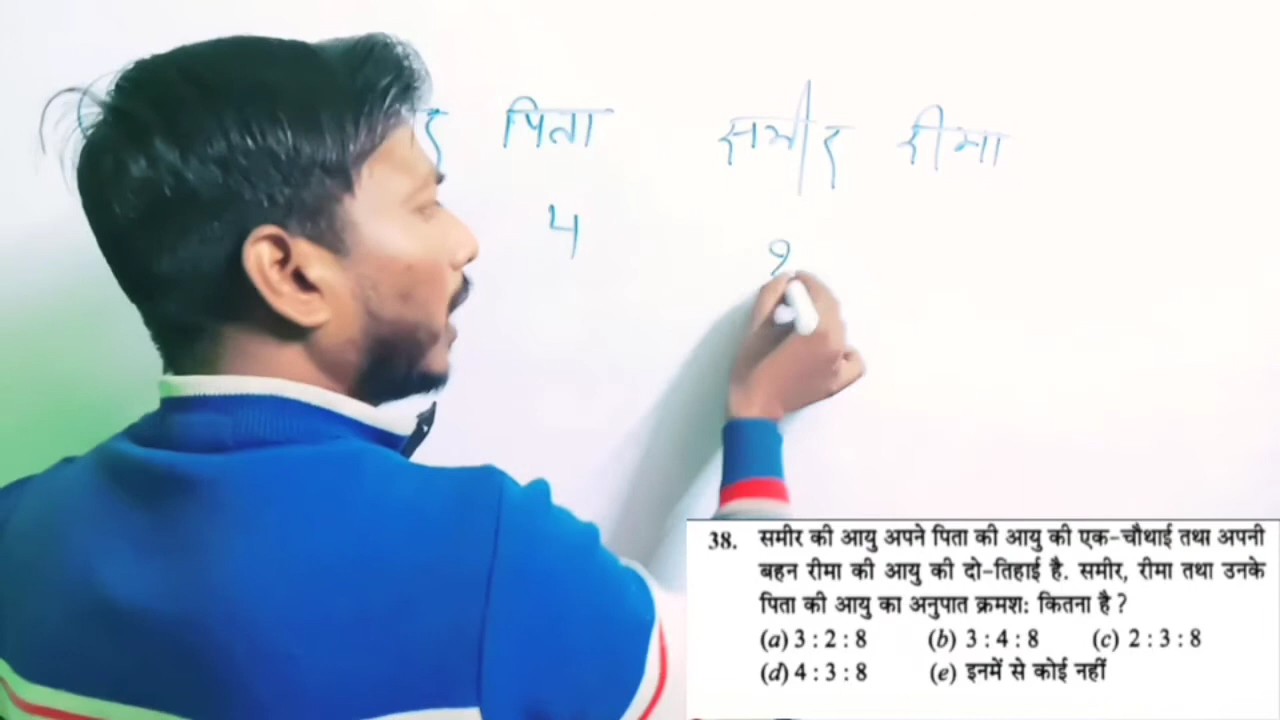 पिता समीर रीमा
4 2
38. समीर की आयु अपने पिता की आयु की एक-चौथाई तथा अपनी
बहन रीमा की आयु की दो-तिहाई है. समीर, रीमा तथा उनके
पिता की आयु का अनुपात क्रमश: कितना है ?
(a) 3 : 2 : 8 (b) 3 : 4 : 8 (c) 2 : 3 : 8
(d) 4 : 3 : 8 (e) इनमें से कोई नहीं